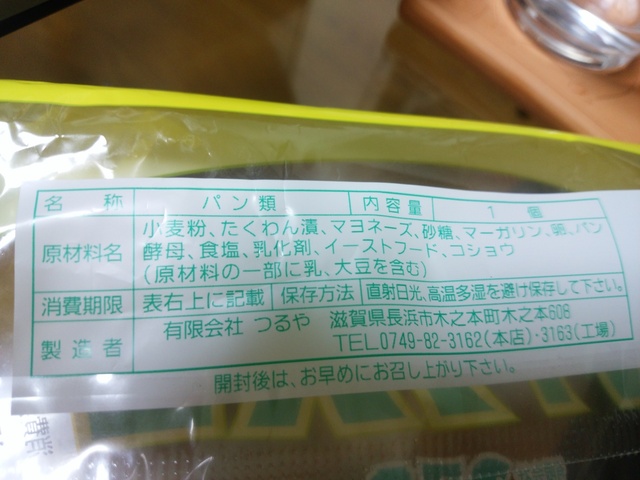 名称 パン類 内容量 1個
原材料名 小麦粉、たくわん漬、マヨネーズ、砂糖、マーガリン、卵、パン
酵母、食塩、乳化剤、イーストフード、コショウ
(原材料の一部に乳、大豆を含む)
消費期限 表右上に記載 保存方法 直射日光、高温多湿を避け保存して下さい。
製造者 有限会社 つるや 滋賀県長浜市木之本町木之本608
TEL0749-82-3162(本店)・3163(工場)
開封後は、お早めにお召し上がり下さい。